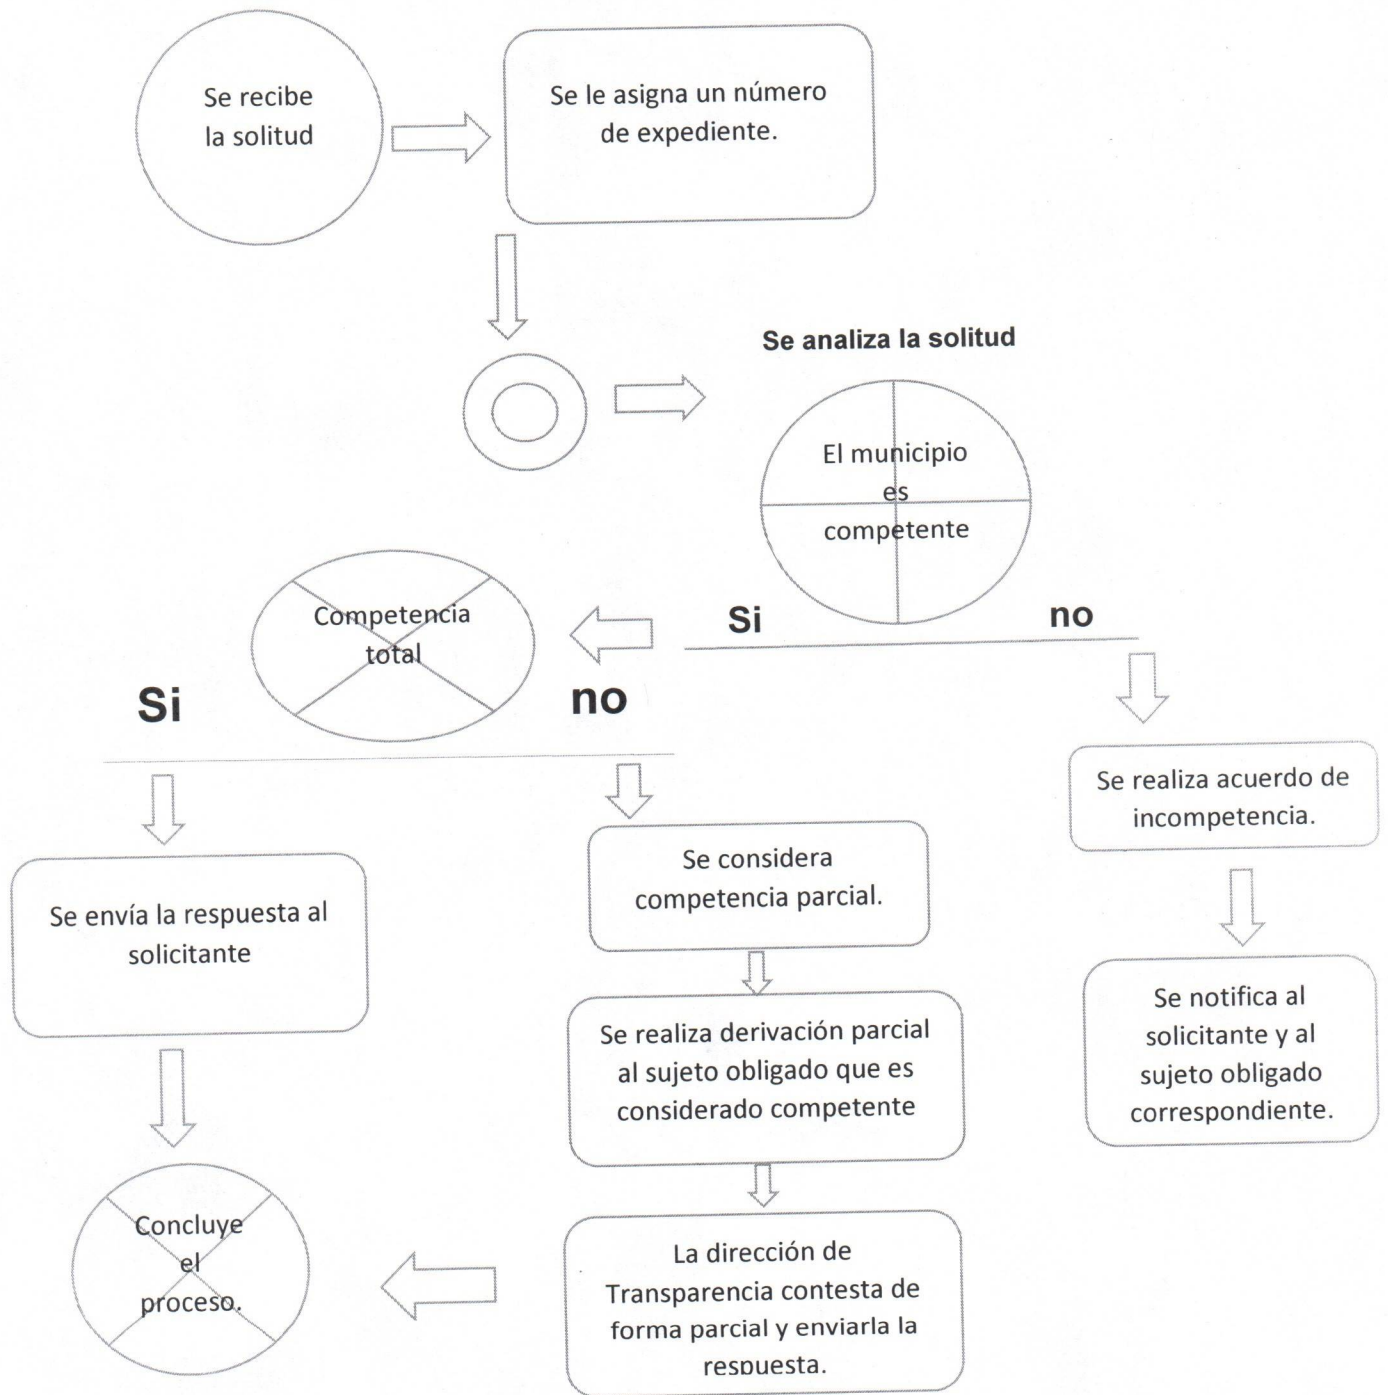 Se recibe
la solitud
Se le asigna un número
de expediente.
Se analiza la solitud
El municipio
es
competente
Si
no
Competencia
total
Si
no
Se realiza acuerdo de
incompetencia.
Se considera
competencia parcial.
Se envía la respuesta al
solicitante
Se notifica al
solicitante y al
sujeto obligado
correspondiente.
Se realiza derivación parcial
al sujeto obligado que es
considerado competente
Concluye
el
proceso.
La dirección de
Transparencia contesta de
forma parcial y enviarla la
respuesta.